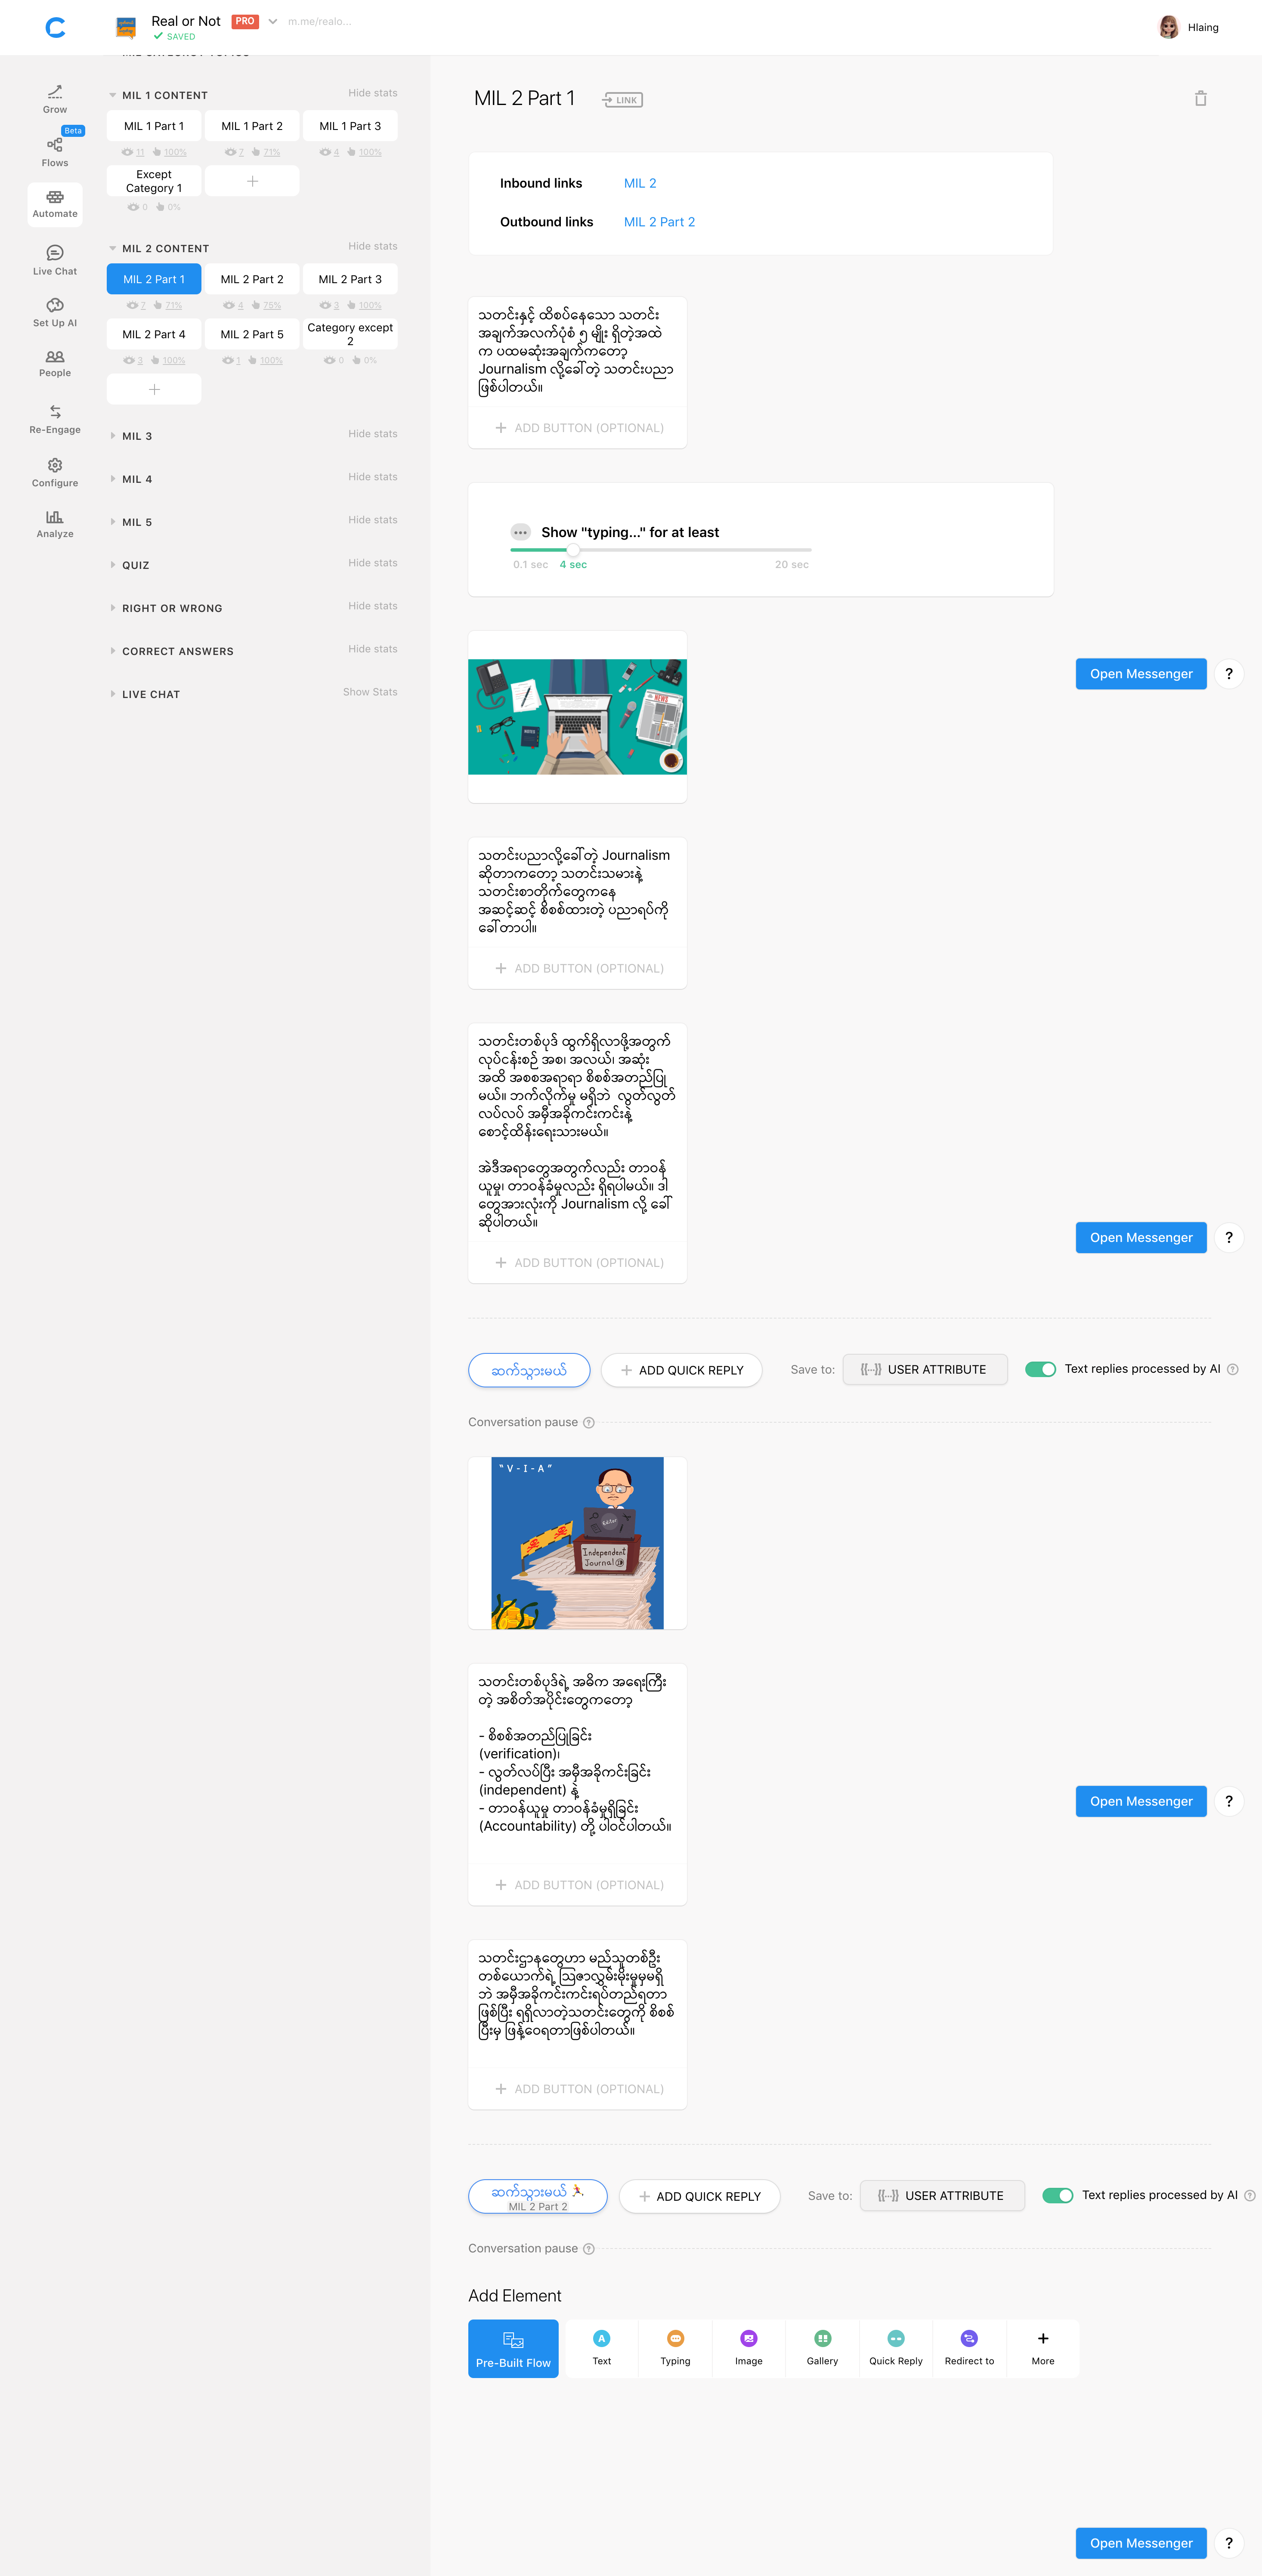 Real or Not PRO m.me/realo...
SAVED
Hlaing
Grow
Beta
Flows
Automate
Live Chat
Set Up AI
People
Re-Engage
Configure
Analyze
MIL 1 CONTENT Hide stats
MIL 1 Part 1 MIL 1 Part 2 MIL 1 Part 3
11 100% 7 71% 4 100%
Except
Category 1
0 0%
MIL 2 CONTENT Hide stats
MIL 2 Part 1 MIL 2 Part 2 MIL 2 Part 3
7 71% 4 75% 3 100%
MIL 2 Part 4 MIL 2 Part 5 Category except
2
3 100% 1 100% 0 0%
MIL 3 Hide stats
MIL 4 Hide stats
MIL 5 Hide stats
QUIZ Hide stats
RIGHT OR WRONG Hide stats
CORRECT ANSWERS Hide stats
LIVE CHAT Show Stats
MIL 2 Part 1 LINK
Inbound links MIL 2
Outbound links MIL 2 Part 2
သတင်းနှင့် ထိစပ်နေသော သတင်း
အချက်အလက်ပုံစံ ၅ မျိုး ရှိတဲ့အထဲ
က ပထမဆုံးအချက်ကတော့
Journalism လို့ခေါ်တဲ့ သတင်းပညာ
ဖြစ်ပါတယ်။
ADD BUTTON (OPTIONAL)
Show "typing..." for at least
0.1 sec 4 sec 20 sec
NEWS
Open Messenger ?
သတင်းပညာလို့ခေါ်တဲ့ Journalism
ဆိုတာကတော့ သတင်းသမားနဲ့
သတင်းစာတိုက်တွေကနေ
အဆင့်ဆင့် စိစစ်ထားတဲ့ ပညာရပ်ကို
ခေါ်တာပါ။
ADD BUTTON (OPTIONAL)
သတင်းတစ်ပုဒ် ထွက်ရှိလာဖို့အတွက်
လုပ်ငန်းစဉ် အစ၊ အလယ်၊ အဆုံး
အထိ အစစအရာရာ စိစစ်အတည်ပြု
မယ်။ ဘက်လိုက်မှု မရှိဘဲ လွတ်လွတ်
လပ်လပ် အမှီအခိုကင်းကင်းနဲ့
စောင့်ထိန်းရေးသားမယ်။
အဲဒီအရာတွေအတွက်လည်း တာဝန်
ယူမှု၊ တာဝန်ခံမှုလည်း ရှိရပါမယ်။ ဒါ
တွေအားလုံးကို Journalism လို့ ခေါ်
ဆိုပါတယ်။
Open Messenger ?
ADD BUTTON (OPTIONAL)
ဆက်သွားမယ် ADD QUICK REPLY Save to: {{...}} USER ATTRIBUTE Text replies processed by AI ?
Conversation pause ?
"V-I-A"
Editor
Independent
Journal
သတင်းတစ်ပုဒ်ရဲ့ အဓိက အရေးကြီး
တဲ့ အစိတ်အပိုင်းတွေကတော့
- စိစစ်အတည်ပြုခြင်း
(verification)၊
- လွတ်လပ်ပြီး အမှီအခိုကင်းခြင်း
(independent) နဲ့
- တာဝန်ယူမှု တာဝန်ခံမှုရှိခြင်း
(Accountability) တို့ ပါဝင်ပါတယ်။
Open Messenger ?
ADD BUTTON (OPTIONAL)
သတင်းဌာနတွေဟာ မည်သူတစ်ဦး
တစ်ယောက်ရဲ့ ဩဇာလွှမ်းမိုးမှုမှမရှိ
ဘဲ အမှီအခိုကင်းကင်းရပ်တည်ရတာ
ဖြစ်ပြီး ရရှိလာတဲ့သတင်းတွေကို စိစစ်
ပြီးမှ ဖြန့်ဝေရတာဖြစ်ပါတယ်။
ADD BUTTON (OPTIONAL)
ဆက်သွားမယ် 🏃
MIL 2 Part 2
ADD QUICK REPLY Save to: {{...}} USER ATTRIBUTE Text replies processed by AI ?
Conversation pause ?
Add Element
Pre-Built Flow Text Typing Image Gallery Quick Reply Redirect to More
Open Messenger ?